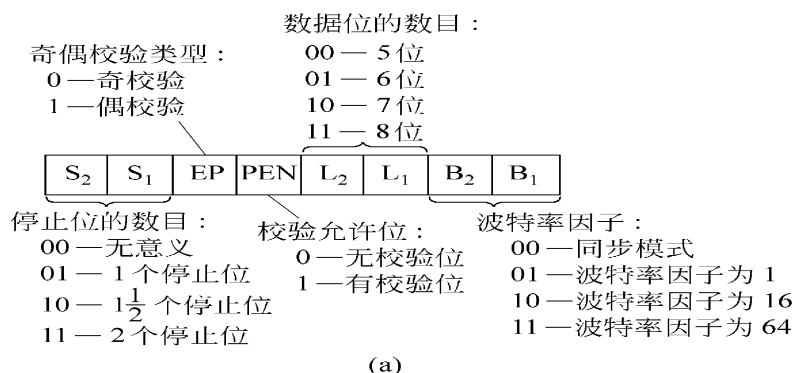 数据位的数目：
00 — 5 位
01 — 6 位
10 — 7 位
11 — 8 位
奇偶校验类型：
0 — 奇校验
1 — 偶校验
S₂ S₁ EP PEN L₂ L₁ B₂ B₁
停止位的数目：
00 — 无意义
01 — 1 个停止位
10 — 1½ 个停止位
11 — 2 个停止位
校验允许位：
0 — 无校验位
1 — 有校验位
波特率因子：
00 — 同步模式
01 — 波特率因子为 1
10 — 波特率因子为 16
11 — 波特率因子为 64
(a)